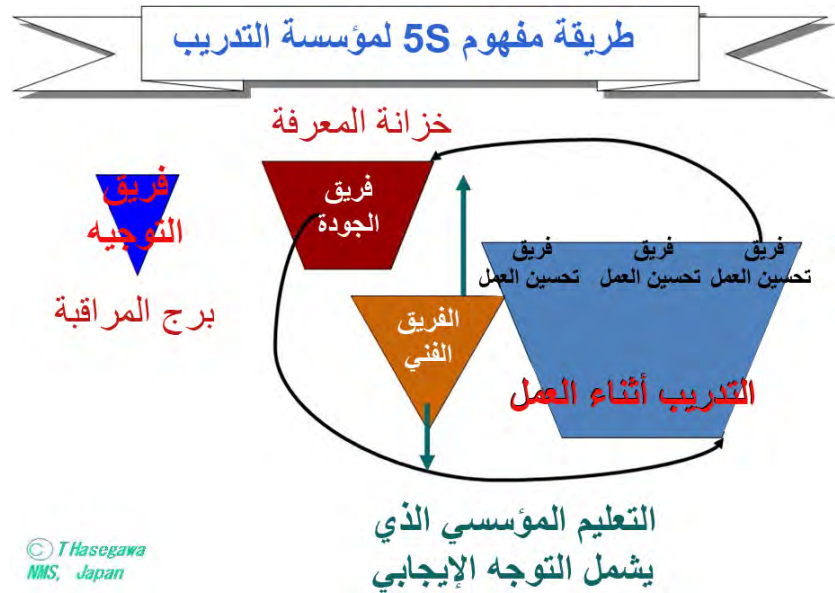 طريقة مفهوم 5S لمؤسسة التدريب
خزانة المعرفة
فريق
الجودة
فريق
التوجيه
برج المراقبة
فريق
تحسين العمل
فريق
تحسين العمل
فريق
تحسين العمل
الفريق
الفني
التدريب أثناء العمل
التعليم المؤسسي الذي
يشمل التوجه الإيجابي
© T Hasegawa
NMS, Japan